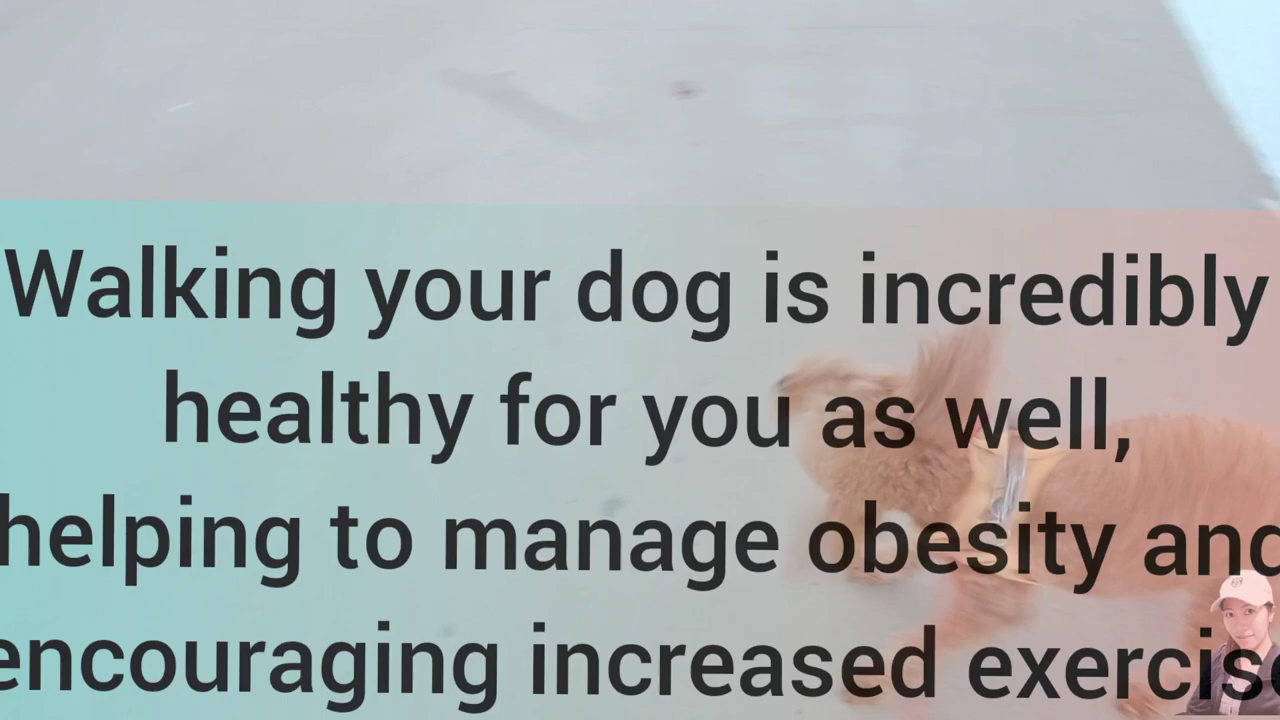 Walking your dog is incredibly
healthy for you as well,
helping to manage obesity and
encouraging increased exercise